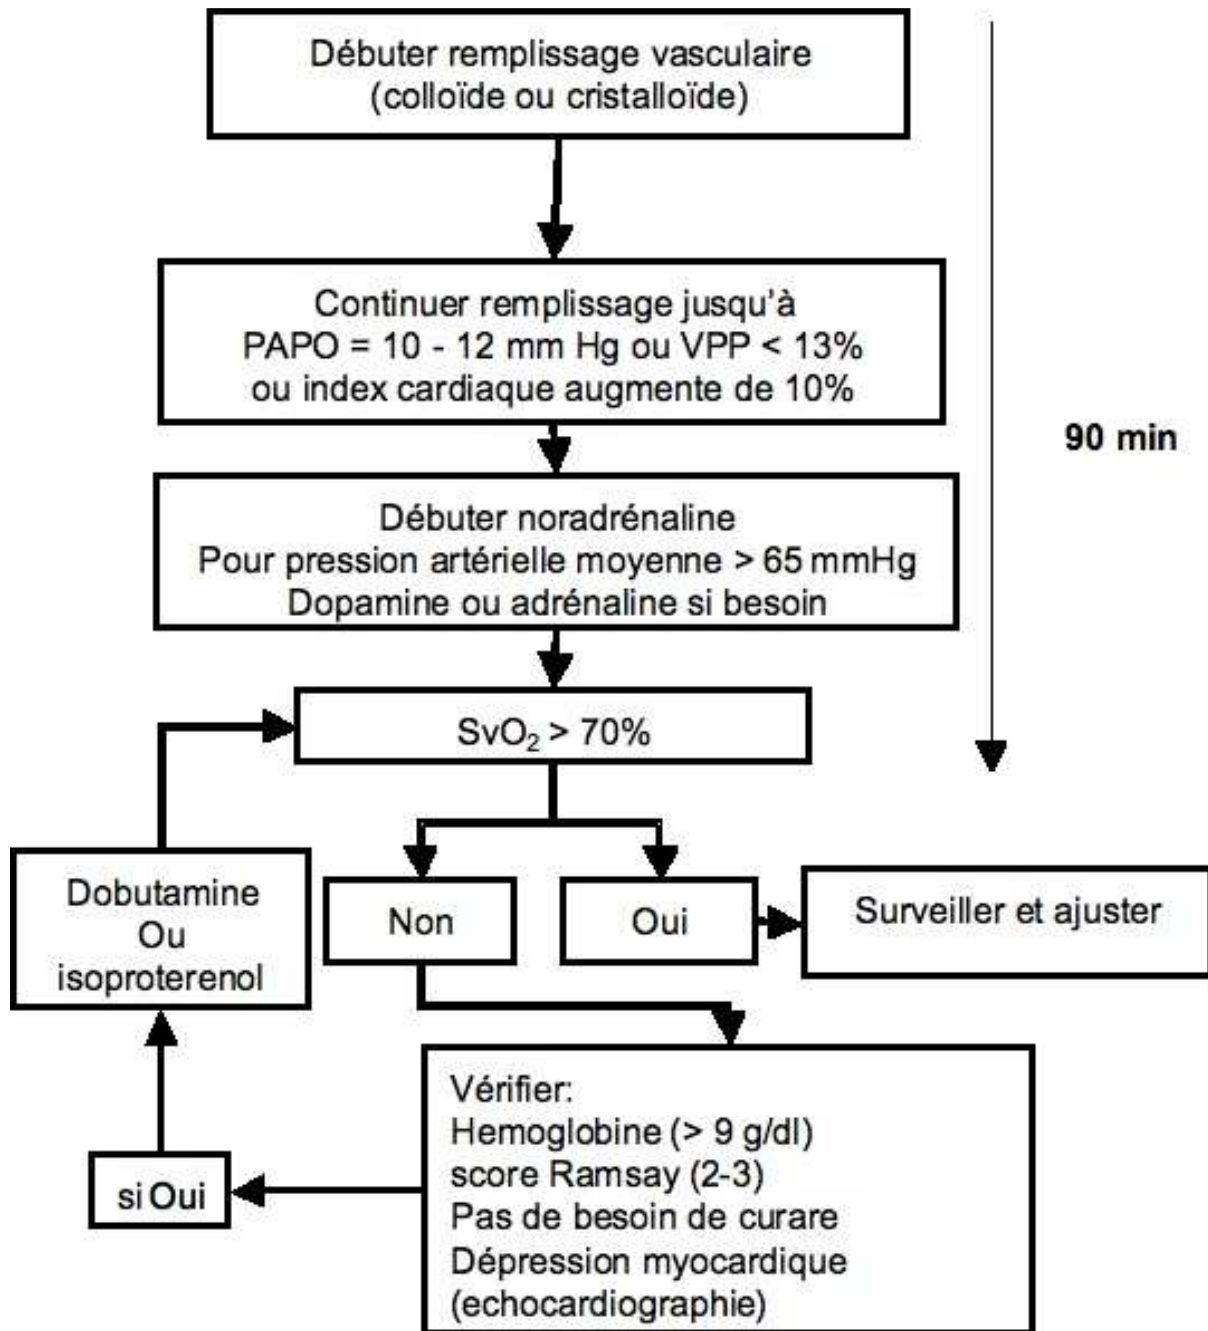 Débuter remplissage vasculaire
(colloïde ou cristalloïde)
Continuer remplissage jusqu'à
PAPO = 10 - 12 mm Hg ou VPP < 13%
ou index cardiaque augmente de 10%
90 min
Débuter noradrénaline
Pour pression artérielle moyenne > 65 mmHg
Dopamine ou adrénaline si besoin
SvO₂ > 70%
Dobutamine
Ou
isoproterenol
Non
Oui
Surveiller et ajuster
Vérifier:
Hemoglobine (> 9 g/dl)
score Ramsay (2-3)
Pas de besoin de curare
Dépression myocardique
(echocardiographie)
si Oui